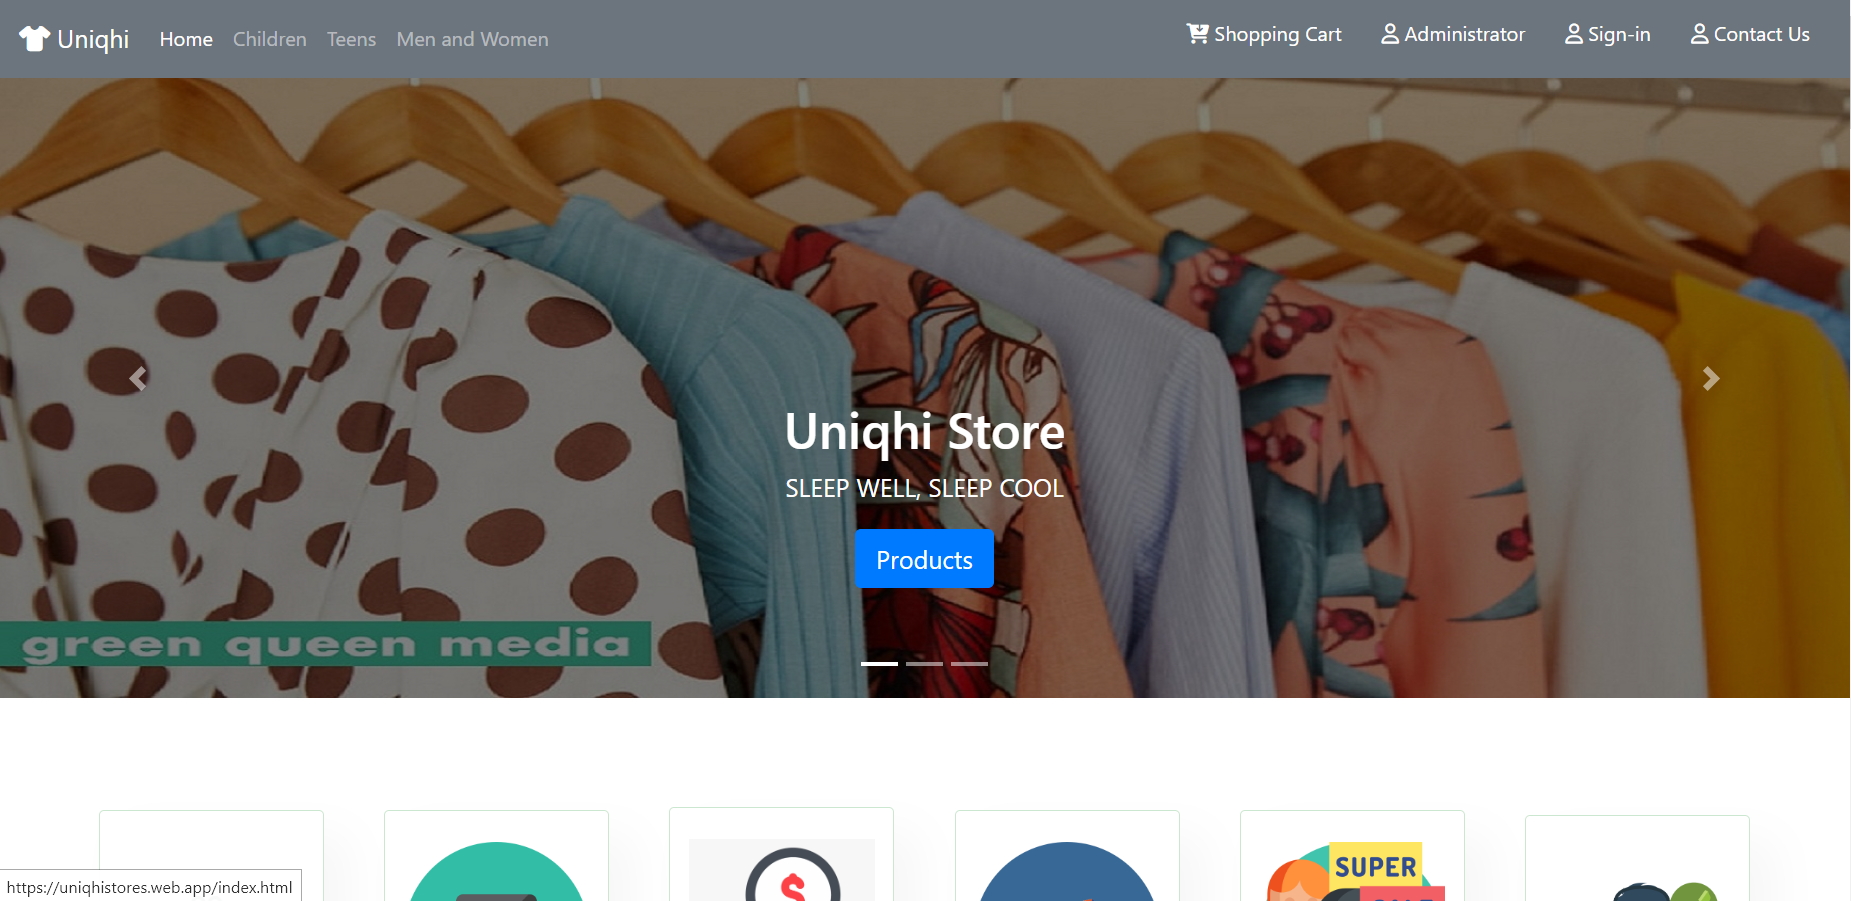 Uniqhi
Home
Children
Teens
Men and Women
Shopping Cart
Administrator
Sign-in
Contact Us
Uniqhi Store
SLEEP WELL, SLEEP COOL
Products
green queen media
$
SUPER
https://uniqhistores.web.app/index.html